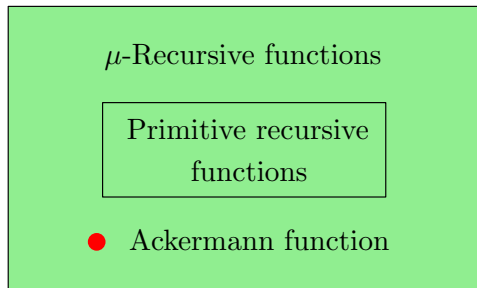 μ-Recursive functions
Primitive recursive
functions
Ackermann function